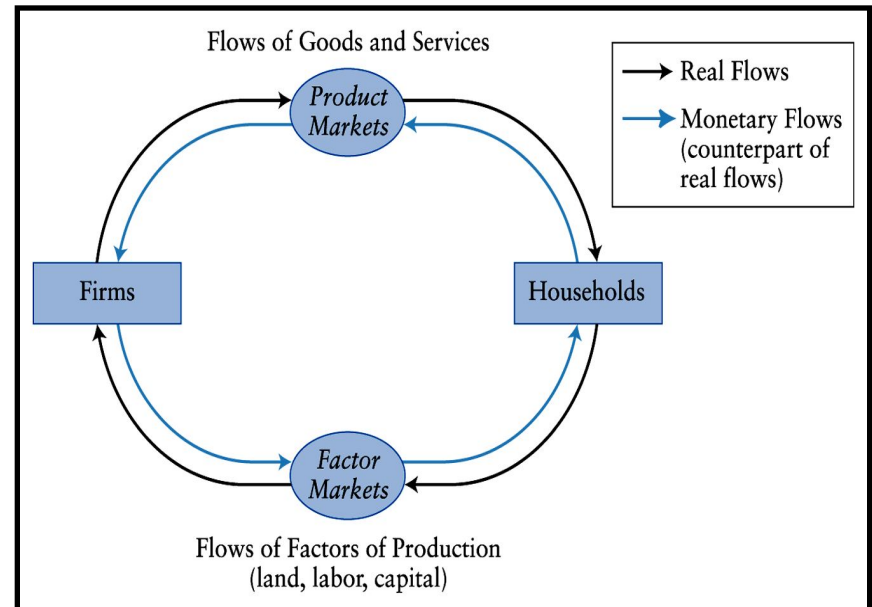 Flows of Goods and Services
Product
Markets
Real Flows
Monetary Flows
(counterpart of
real flows)
Firms
Households
Factor
Markets
Flows of Factors of Production
(land, labor, capital)